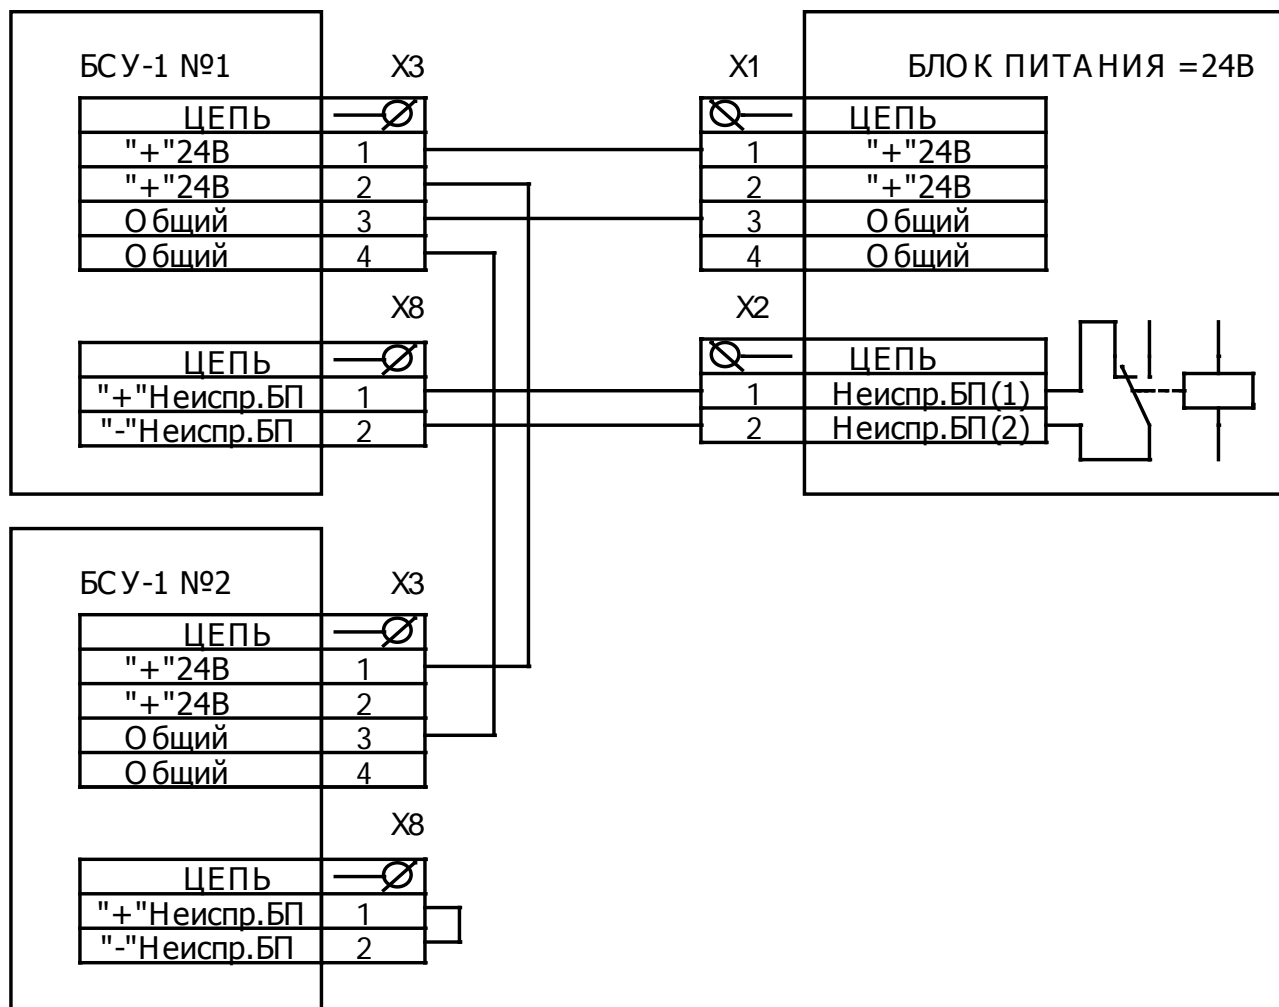 БСУ-1 №1 X3
ЦЕПЬ
"+"24В 1
"+"24В 2
Общий 3
Общий 4
X8
ЦЕПЬ
"+"Неиспр.БП 1
"-"Неиспр.БП 2
X1 БЛОК ПИТАНИЯ =24В
ЦЕПЬ
1 "+"24В
2 "+"24В
3 Общий
4 Общий
X2
ЦЕПЬ
1 Неиспр.БП(1)
2 Неиспр.БП(2)
БСУ-1 №2 X3
ЦЕПЬ
"+"24В 1
"+"24В 2
Общий 3
Общий 4
X8
ЦЕПЬ
"+"Неиспр.БП 1
"-"Неиспр.БП 2